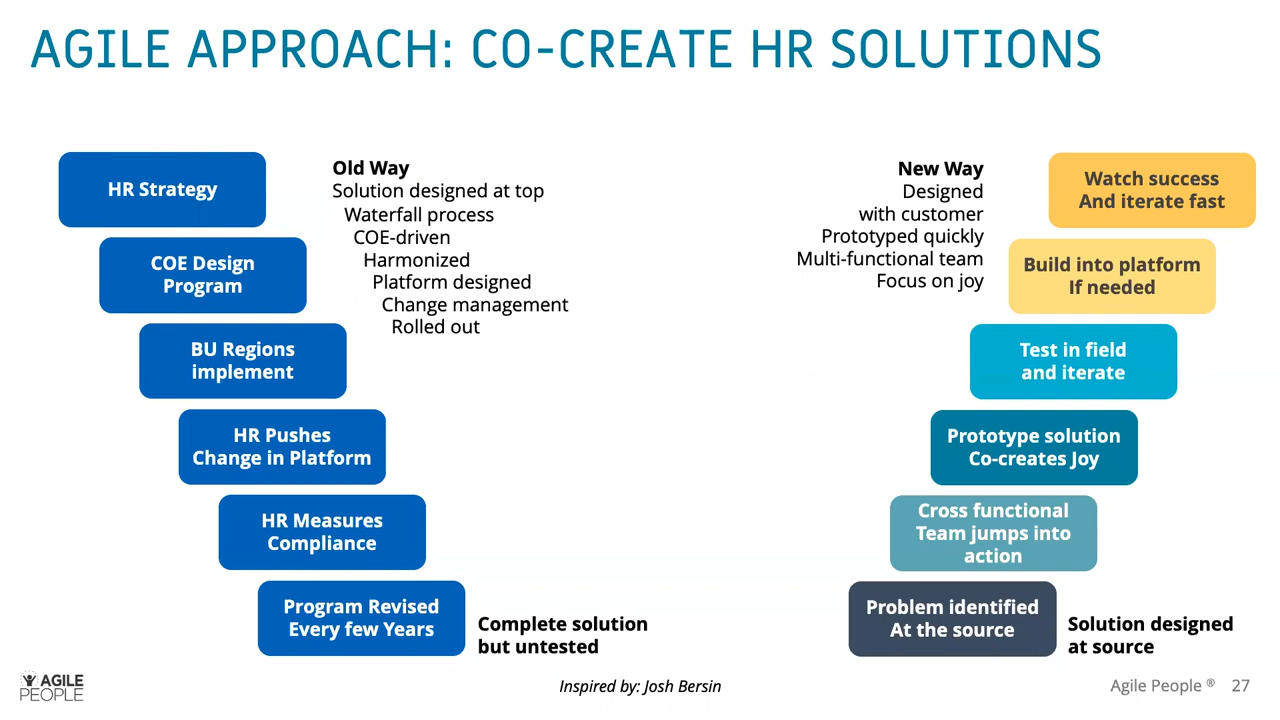 AGILE APPROACH: CO-CREATE HR SOLUTIONS
HR Strategy
COE Design
Program
BU Regions
implement
HR Pushes
Change in Platform
HR Measures
Compliance
Program Revised
Every few Years
Old Way
Solution designed at top
Waterfall process
COE-driven
Harmonized
Platform designed
Change management
Rolled out
Complete solution
but untested
New Way
Designed
with customer
Prototyped quickly
Multi-functional team
Focus on joy
Watch success
And iterate fast
Build into platform
If needed
Test in field
and iterate
Prototype solution
Co-creates Joy
Cross functional
Team jumps into
action
Problem identified
At the source
Solution designed
at source
AGILE
PEOPLE
Inspired by: Josh Bersin
Agile People ® 27